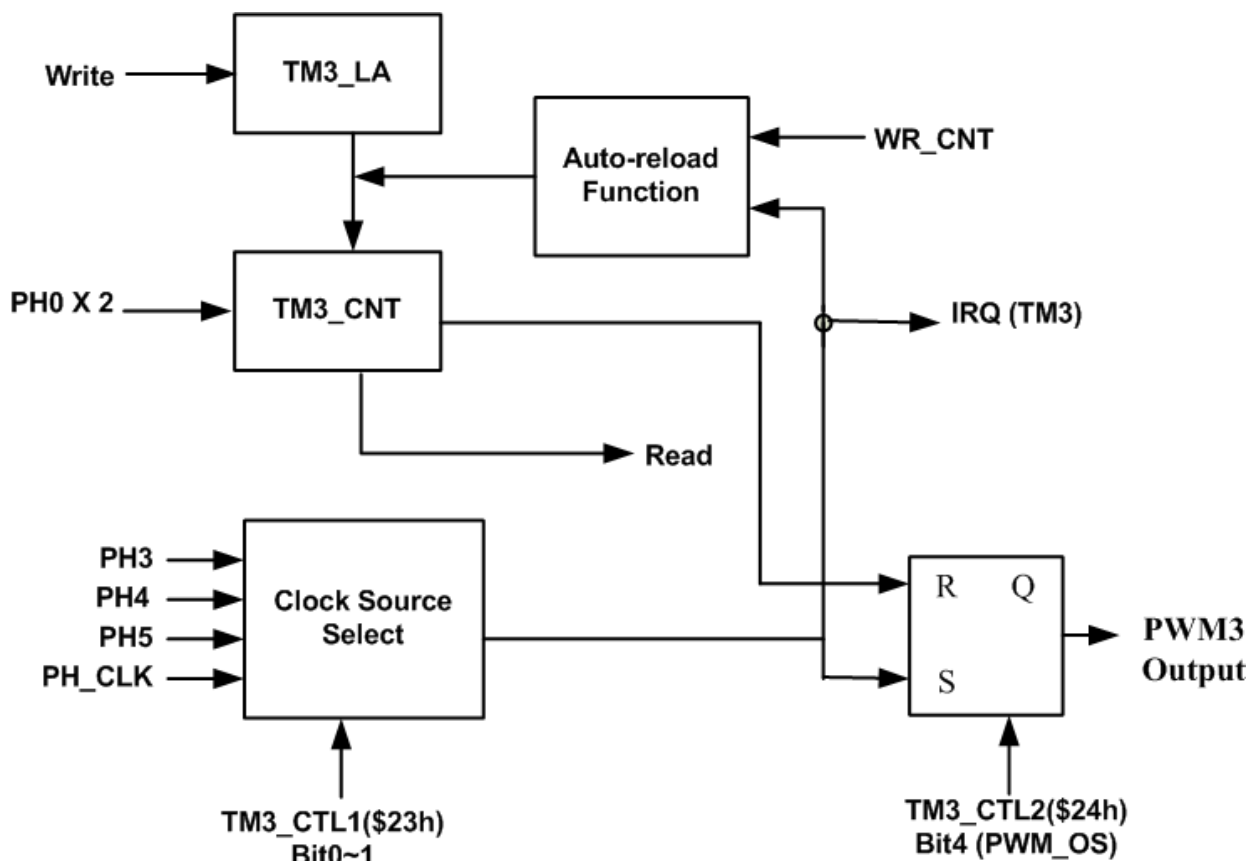 Write
TM3_LA
Auto-reload
Function
WR_CNT
PH0 X 2
TM3_CNT
IRQ (TM3)
Read
PH3
PH4
PH5
PH_CLK
Clock Source
Select
R
Q
S
PWM3
Output
TM3_CTL1($23h)
Bit0~1
TM3_CTL2($24h)
Bit4 (PWM_OS)